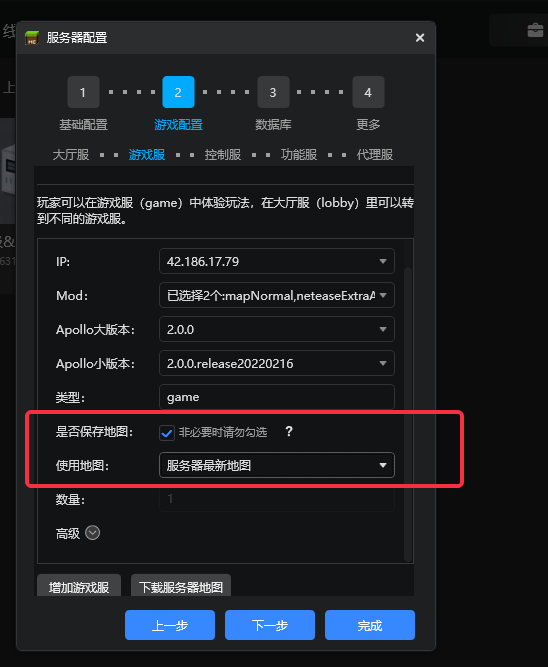 线
服务器配置
上
1 2 3 4
基础配置 游戏配置 数据库 更多
大厅服 游戏服 控制服 功能服 代理服
玩家可以在游戏服（game）中体验玩法，在大厅服（lobby）里可以转
到不同的游戏服。
级&
631
IP: 42.186.17.79
Mod: 已选择2个:mapNormal,neteaseExtraA
Apollo大版本: 2.0.0
Apollo小版本: 2.0.0.release20220216
类型: game
是否保存地图: 非必要时请勿勾选 ?
使用地图: 服务器最新地图
数量: 1
高级
增加游戏服 下载服务器地图
上一步 下一步 完成